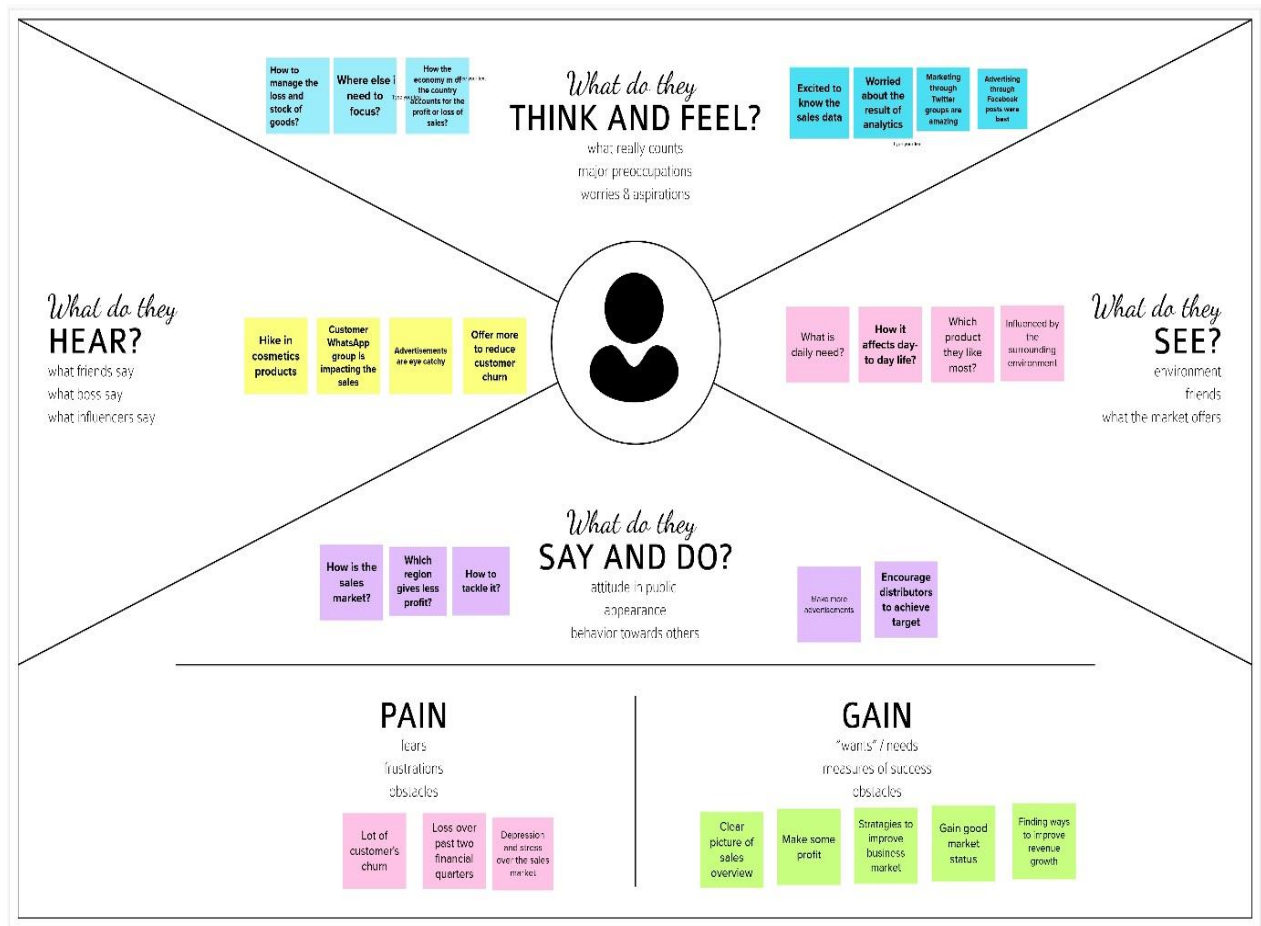 What do they
THINK AND FEEL?
what really counts
major preoccupations
worries & aspirations
How to
manage the
loss and
stock of
goods?
Where else i
need to
focus?
How the
economy in
the country
accounts for the
profit or loss of
sales?
Excited to
know the
sales data
Worried
about the
result of
analytics
Marketing
through
Twitter
groups are
amazing
Advertising
through
Facebook
posts were
best
What do they
HEAR?
what friends say
what boss say
what influencers say
Hike in
cosmetics
products
Customer
WhatsApp
group is
impacting the
sales
Advertisements
are eye catchy
Offer more
to reduce
customer
churn
What is
daily need?
How it
affects day-
to day life?
Which
product
they like
most?
Influenced by
the
surrounding
environment
What do they
SEE?
environment
friends
what the market offers
What do they
SAY AND DO?
attitude in public
appearance
behavior towards others
How is the
sales
market?
Which
region
gives less
profit?
How to
tackle it?
Make more
advertisements
Encourage
distributors
to achieve
target
PAIN
fears
frustrations
obstacles
Lot of
customer's
churn
Loss over
past two
financial
quarters
Depression
and stress
over the sales
market
GAIN
"wants" / needs
measures of success
obstacles
Clear
picture of
sales
overview
Make some
profit
Stratagies to
improve
business
market
Gain good
market
status
Finding ways
to improve
revenue
growth